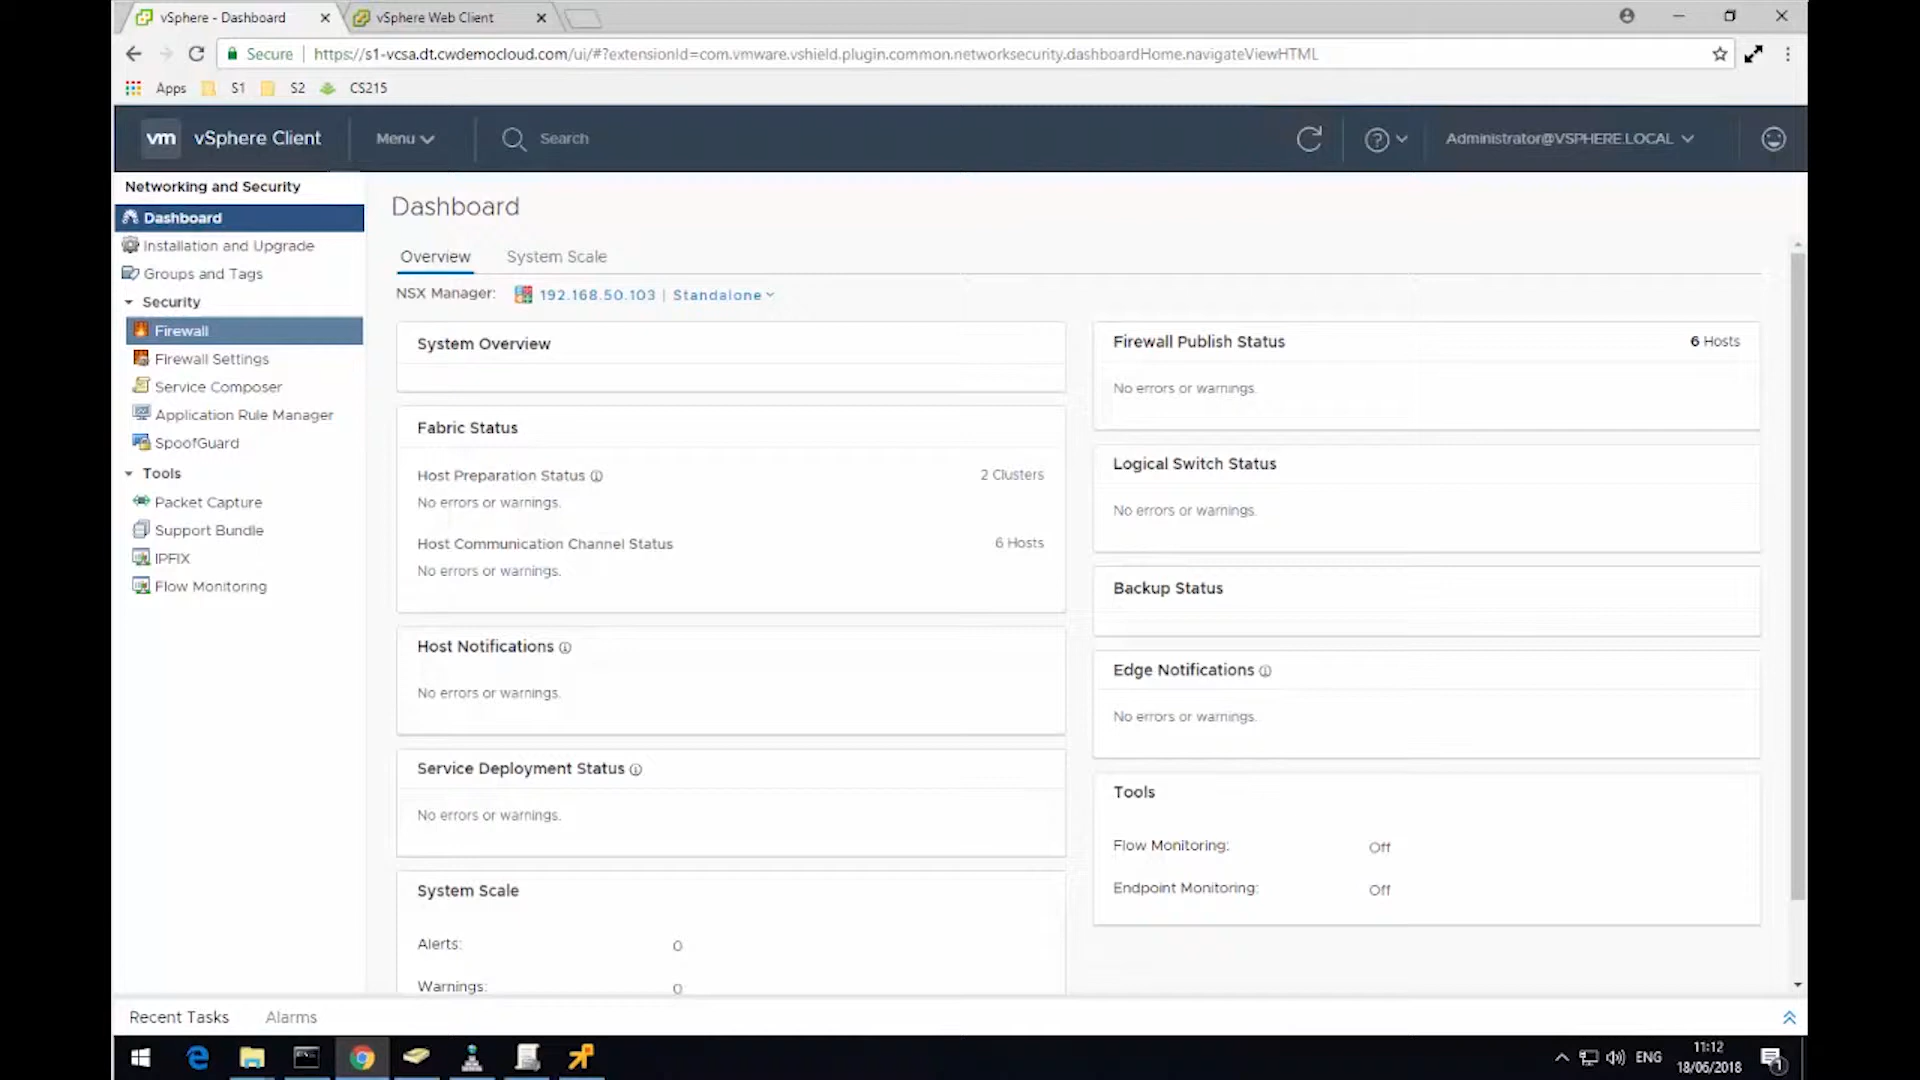 vSphere - Dashboard
vSphere Web Client
Secure
https://s1-vcsa.dt.cwdemocloud.com/ui/#?extensionId=com.vmware.vshield.plugin.common.networksecurity.dashboardHome.navigateViewHTML
Apps
S1
S2
CS215
vm
vSphere Client
Menu
Search
Administrator@VSPHERE.LOCAL
Networking and Security
Dashboard
Installation and Upgrade
Groups and Tags
Security
Firewall
Firewall Settings
Service Composer
Application Rule Manager
SpoofGuard
Tools
Packet Capture
Support Bundle
IPFIX
Flow Monitoring
Dashboard
Overview
System Scale
NSX Manager:
192.168.50.103 | Standalone
System Overview
Fabric Status
Host Preparation Status
2 Clusters
No errors or warnings.
Host Communication Channel Status
6 Hosts
No errors or warnings.
Host Notifications
No errors or warnings.
Service Deployment Status
No errors or warnings.
System Scale
Alerts:
0
Warnings:
0
Firewall Publish Status
6 Hosts
No errors or warnings.
Logical Switch Status
No errors or warnings.
Backup Status
Edge Notifications
No errors or warnings.
Tools
Flow Monitoring:
Off
Endpoint Monitoring:
Off
Recent Tasks
Alarms
ENG
11:12
18/06/2018
1